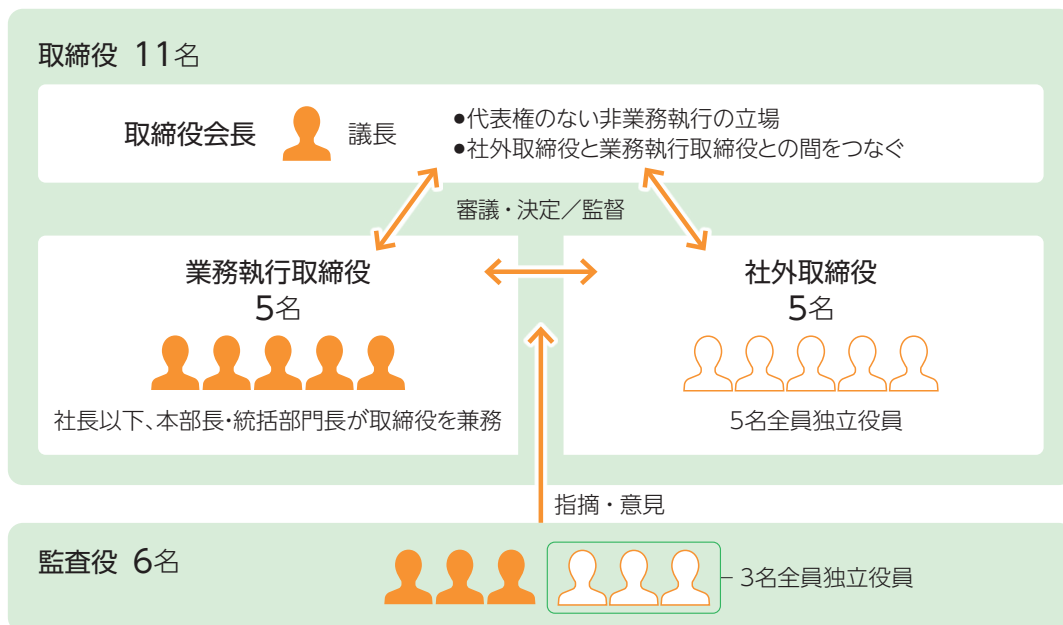 取締役 11名
取締役会長
議長
●代表権のない非業務執行の立場
●社外取締役と業務執行取締役との間をつなぐ
審議・決定／監督
業務執行取締役
5名
社長以下、本部長・統括部門長が取締役を兼務
社外取締役
5名
5名全員独立役員
指摘・意見
監査役 6名
3名全員独立役員